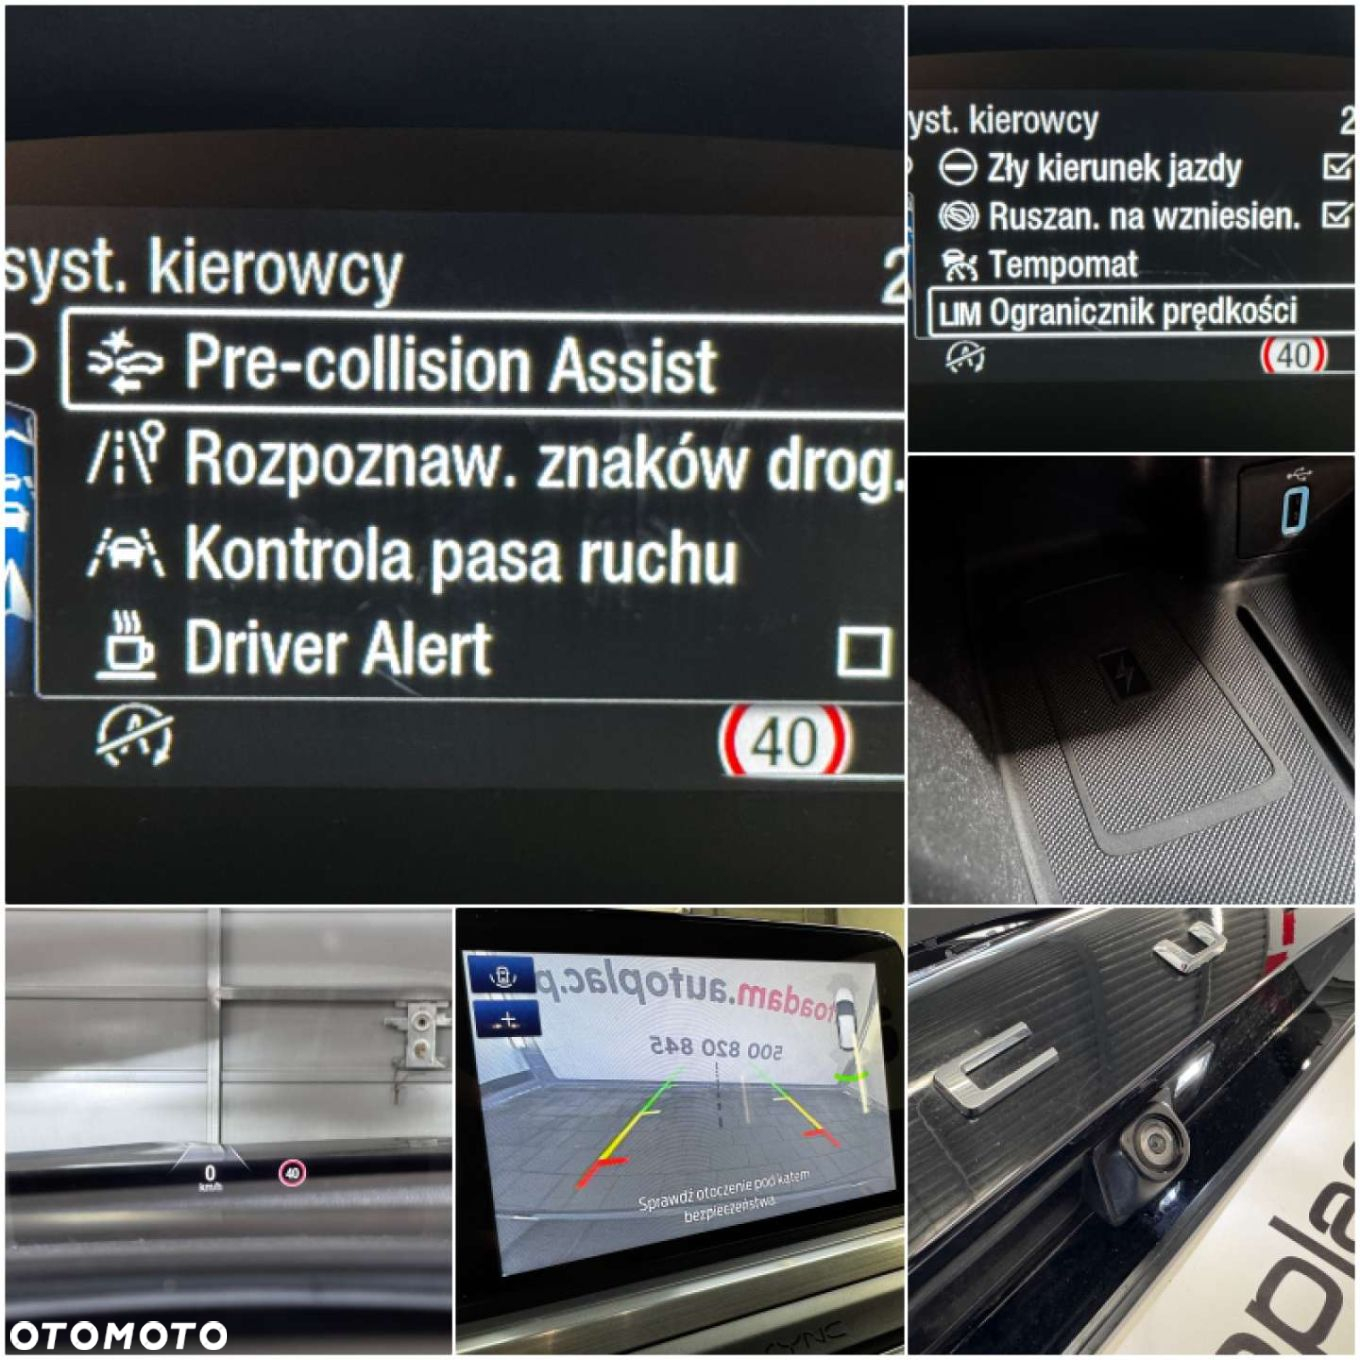 syst. kierowcy 2
Pre-collision Assist
Rozpoznaw. znaków drog.
Kontrola pasa ruchu
Driver Alert
40
yst. kierowcy 2
Zły kierunek jazdy
Ruszan. na wzniesien.
Tempomat
LIM Ogranicznik prędkości
40
0
km/h
40
toadam.autoplac.p
500 820 845
Sprawdź otoczenie pod kątem
bezpieczeństwa
SYNC
U
OTOMOTO